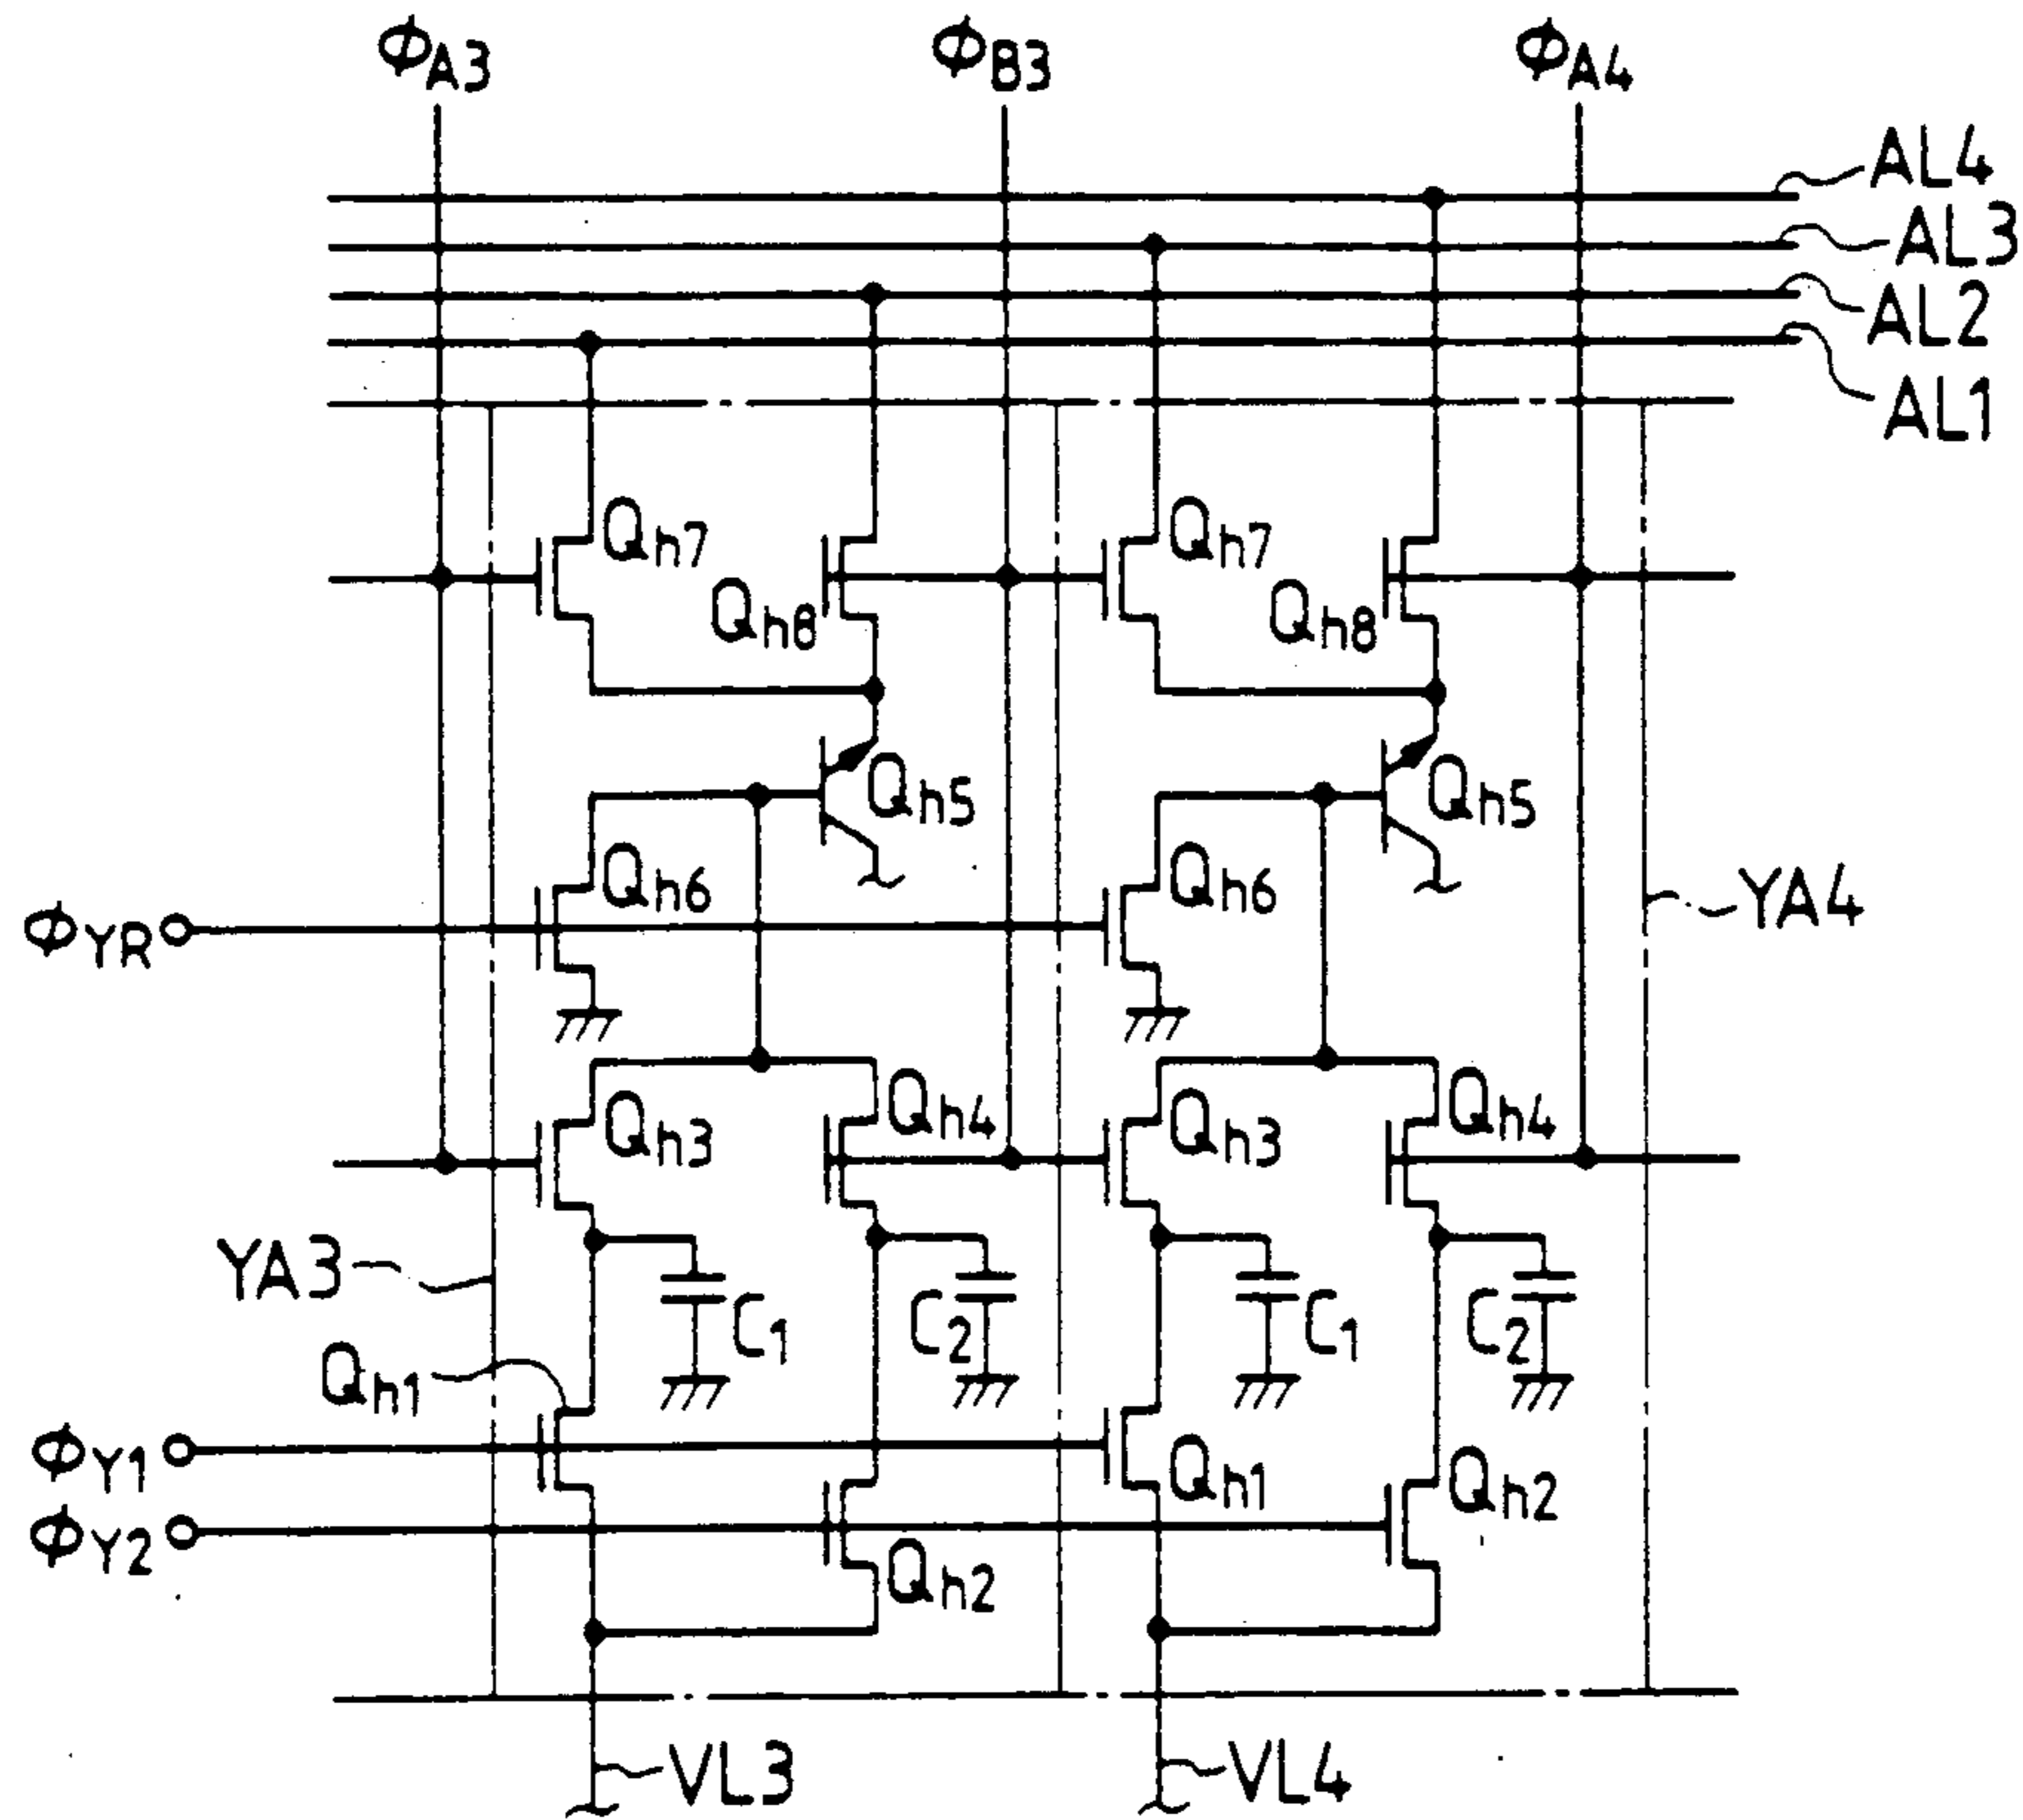 ΦA3 ΦB3 ΦA4
AL4
AL3
AL2
AL1
Qh7 Qh7
Qh8 Qh8
Qh5 Qh5
Qh6 Qh6
YA4
ΦYR
Qh3 Qh4 Qh3 Qh4
YA3
C1 C2 C1 C2
Qh1
ΦY1
Qh1 Qh2
ΦY2
Qh2
VL3 VL4